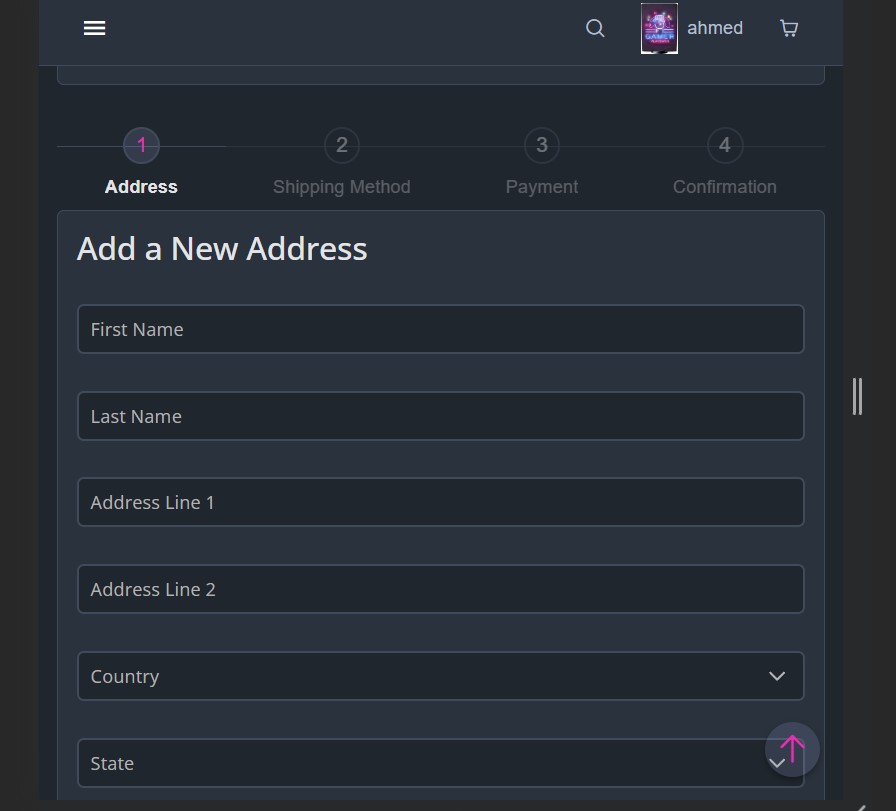 ahmed
1 2 3 4
Address Shipping Method Payment Confirmation
Add a New Address
First Name
Last Name
Address Line 1
Address Line 2
Country
State